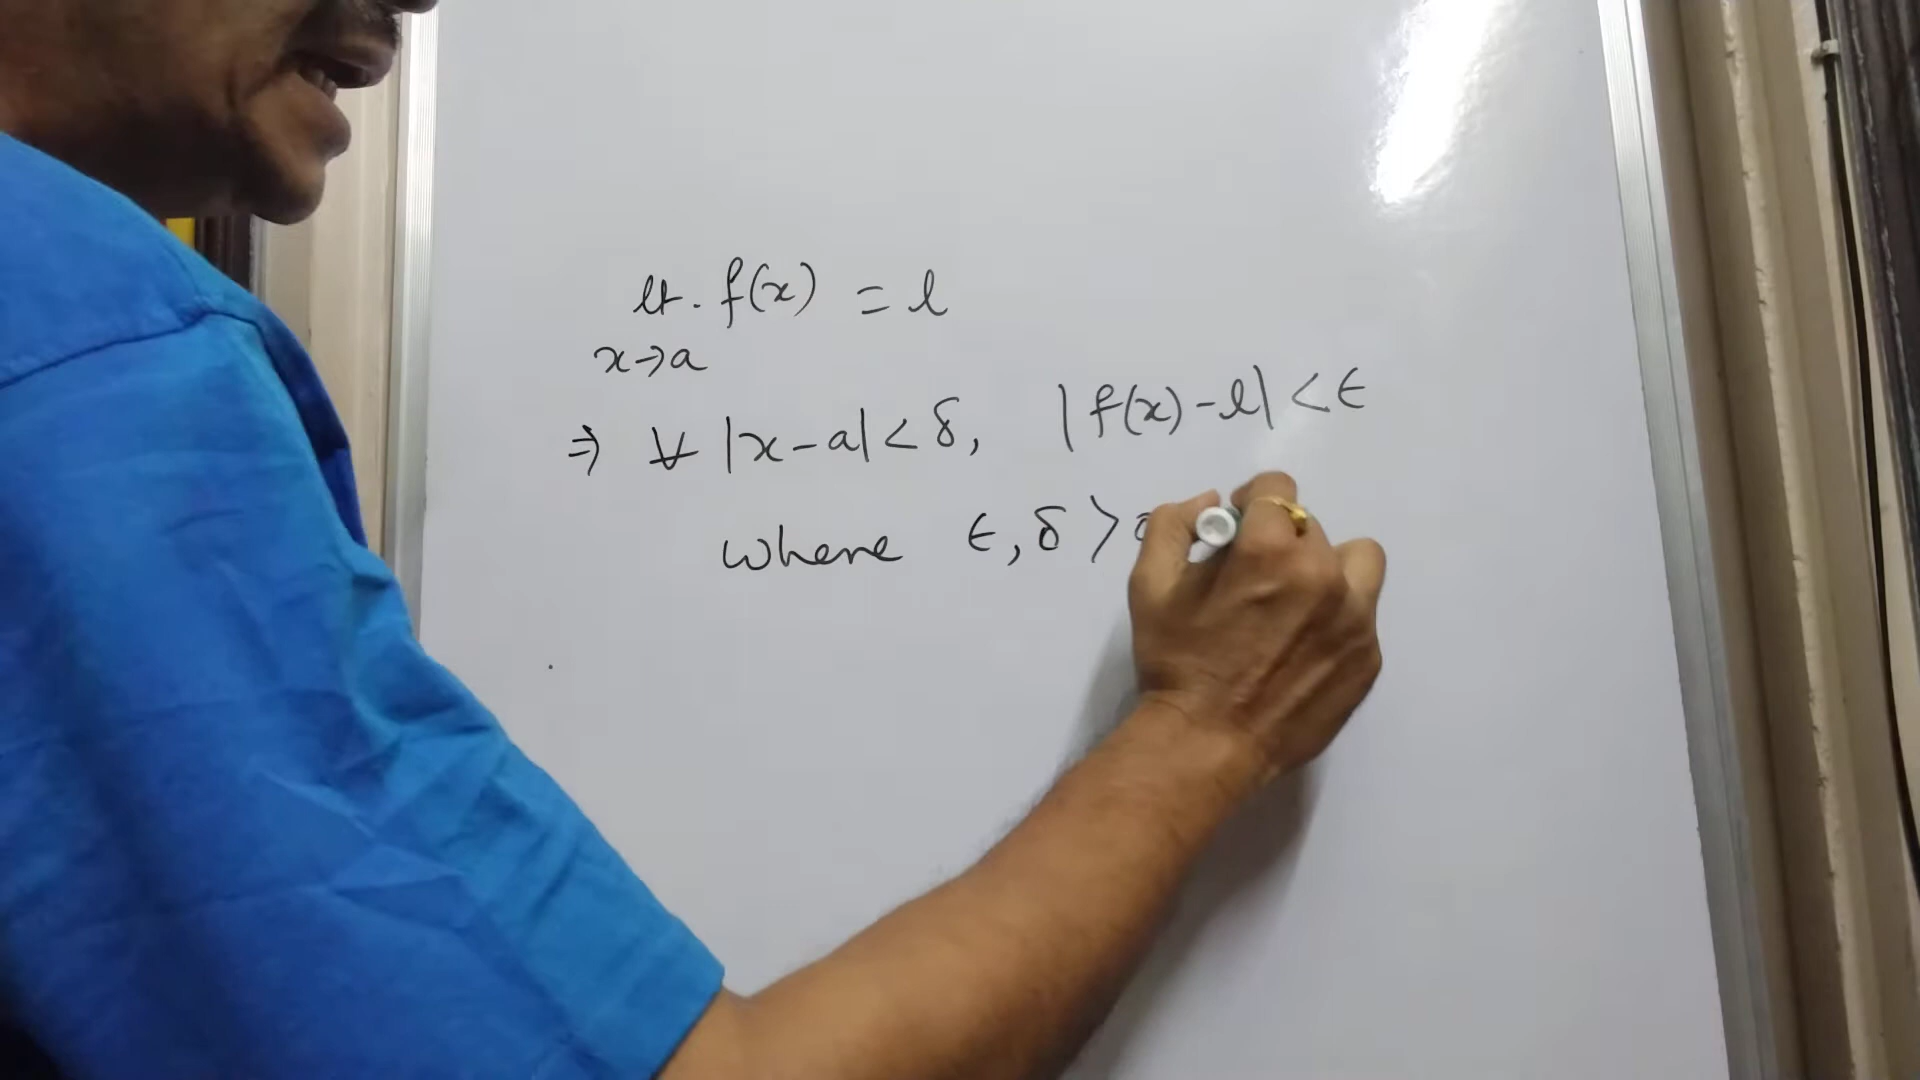 lt. f(x) = l
x→a
⇒ ∀ |x-a| < δ, |f(x)-l| < ϵ
where ϵ, δ >